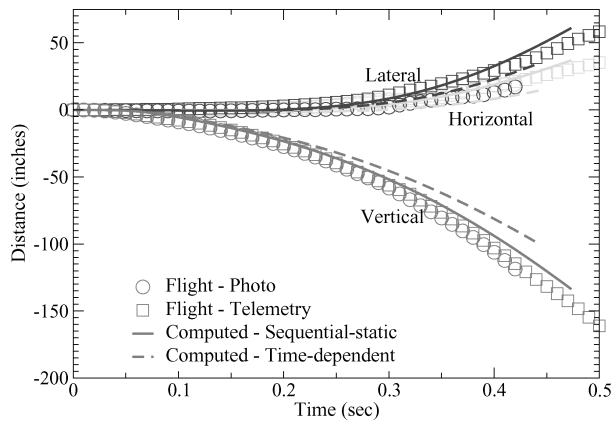 50
0
-50
-100
-150
-200
Distance (inches)
Lateral
Horizontal
Vertical
Flight - Photo
Flight - Telemetry
Computed - Sequential-static
Computed - Time-dependent
0 0.1 0.2 0.3 0.4 0.5
Time (sec)